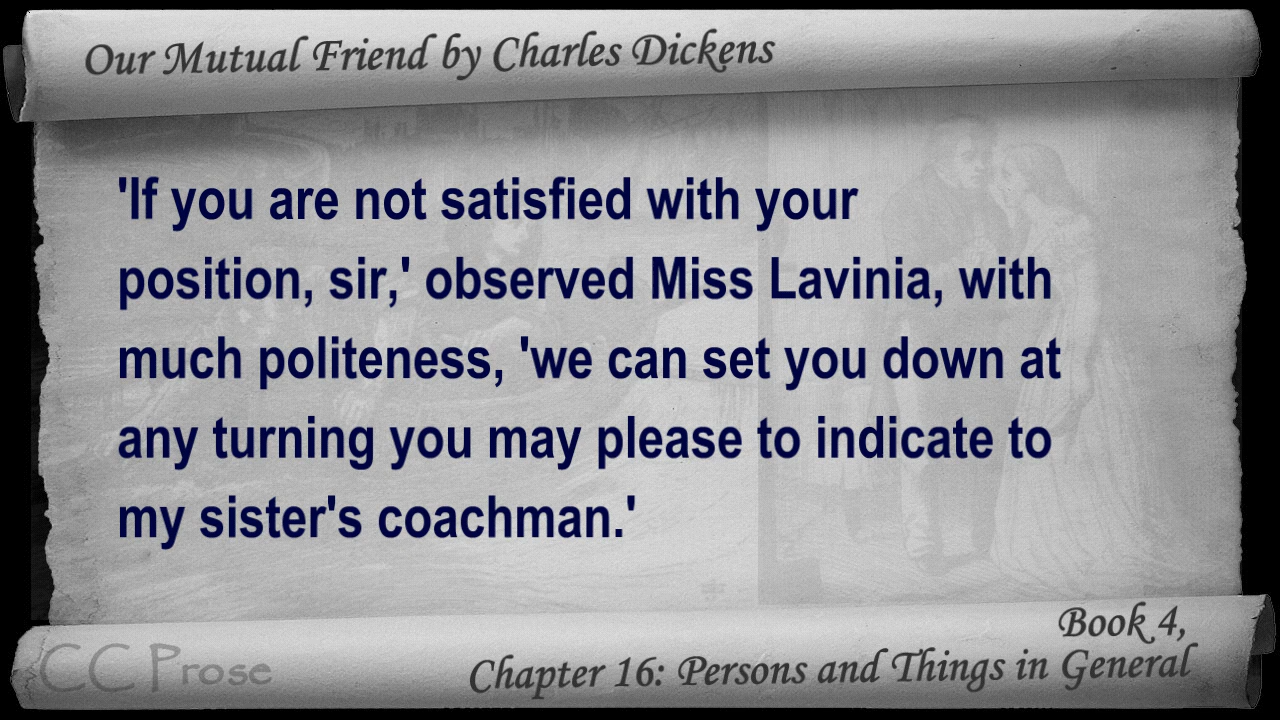 Our Mutual Friend by Charles Dickens
'If you are not satisfied with your
position, sir,' observed Miss Lavinia, with
much politeness, 'we can set you down at
any turning you may please to indicate to
my sister's coachman.'
Book 4,
Chapter 16: Persons and Things in General
CC Prose